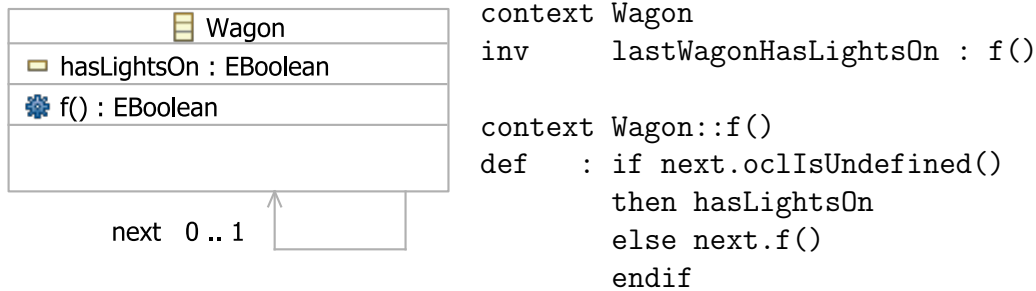 Wagon
hasLightsOn : EBoolean
f() : EBoolean
next 0 .. 1
context Wagon
inv lastWagonHasLightsOn : f()
context Wagon::f()
def : if next.oclIsUndefined()
then hasLightsOn
else next.f()
endif